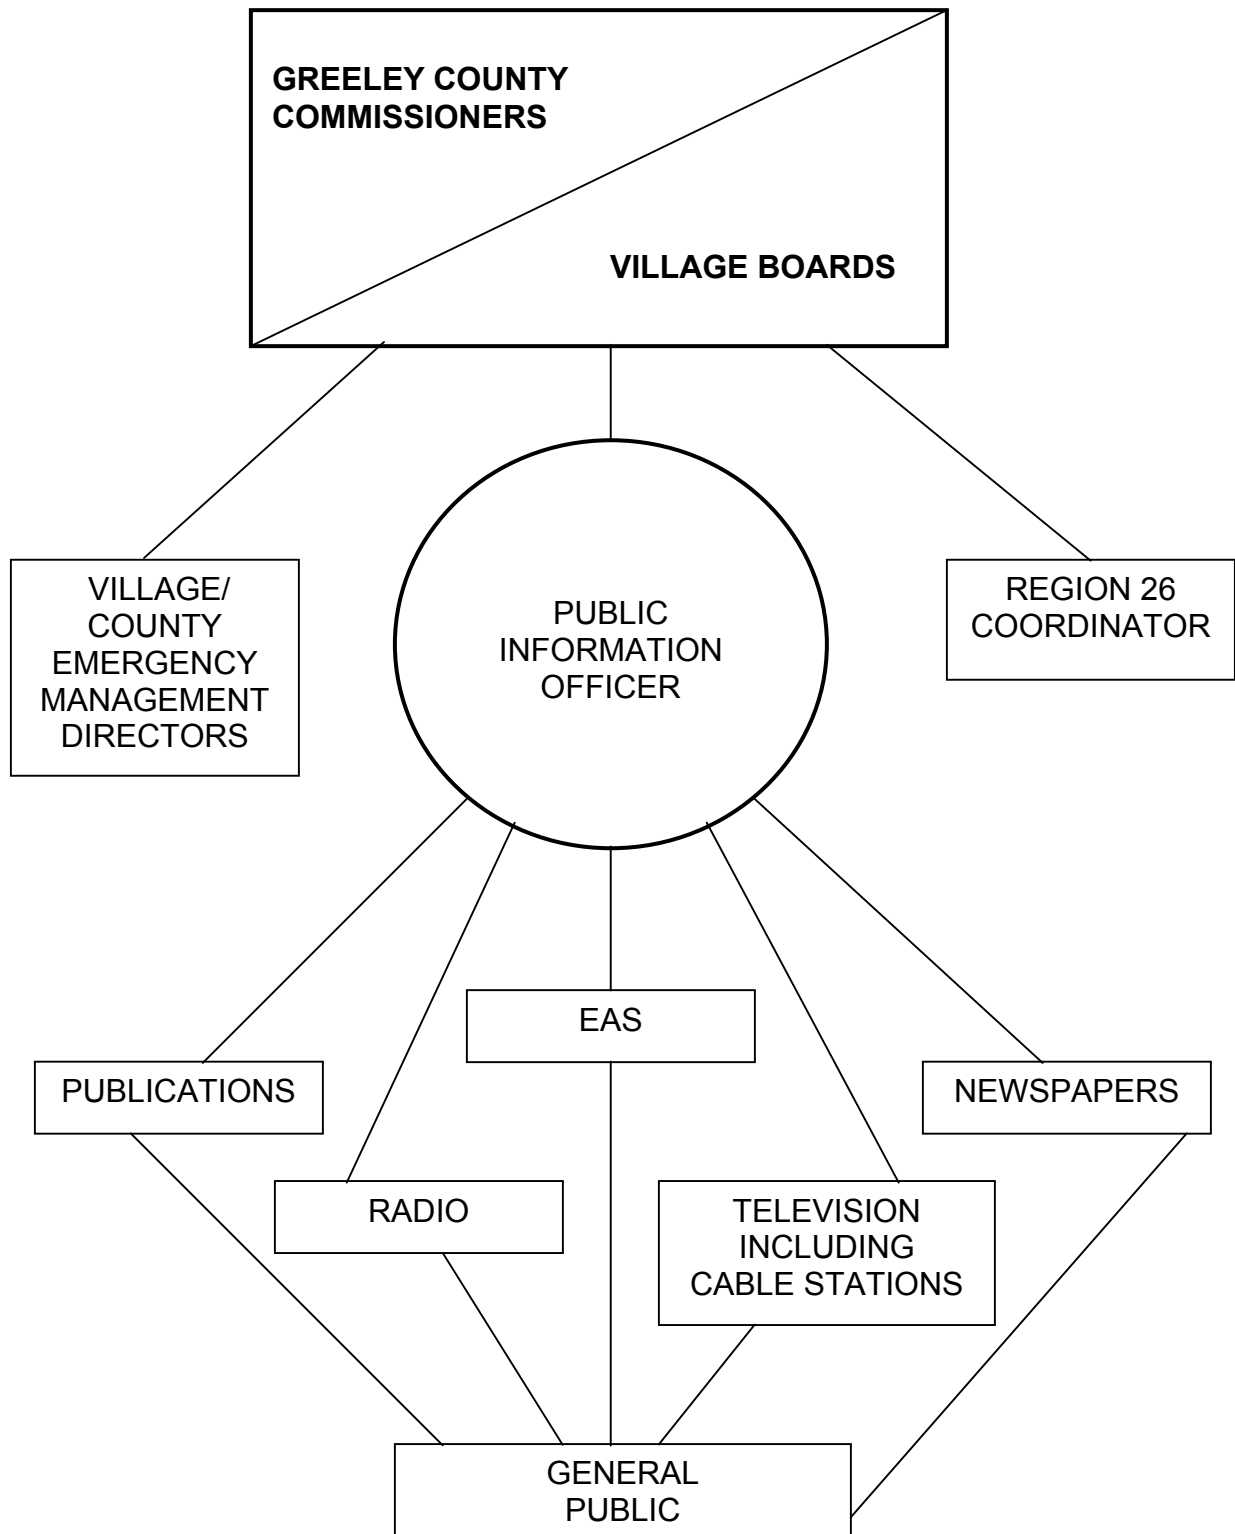 GREELEY COUNTY
COMMISSIONERS
VILLAGE BOARDS
VILLAGE/
COUNTY
EMERGENCY
MANAGEMENT
DIRECTORS
PUBLIC
INFORMATION
OFFICER
REGION 26
COORDINATOR
EAS
PUBLICATIONS
NEWSPAPERS
RADIO
TELEVISION
INCLUDING
CABLE STATIONS
GENERAL
PUBLIC